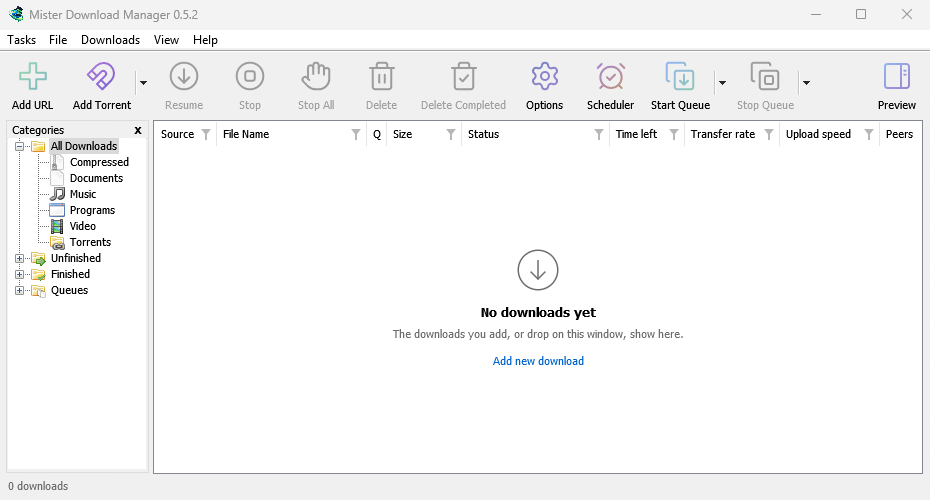 Mister Download Manager 0.5.2
Tasks File Downloads View Help
Add URL Add Torrent Resume Stop Stop All Delete Delete Completed Options Scheduler Start Queue Stop Queue Preview
Categories x
Source File Name Q Size Status Time left Transfer rate Upload speed Peers
All Downloads
Compressed
Documents
Music
Programs
Video
Torrents
Unfinished
Finished
Queues
No downloads yet
The downloads you add, or drop on this window, show here.
Add new download
0 downloads